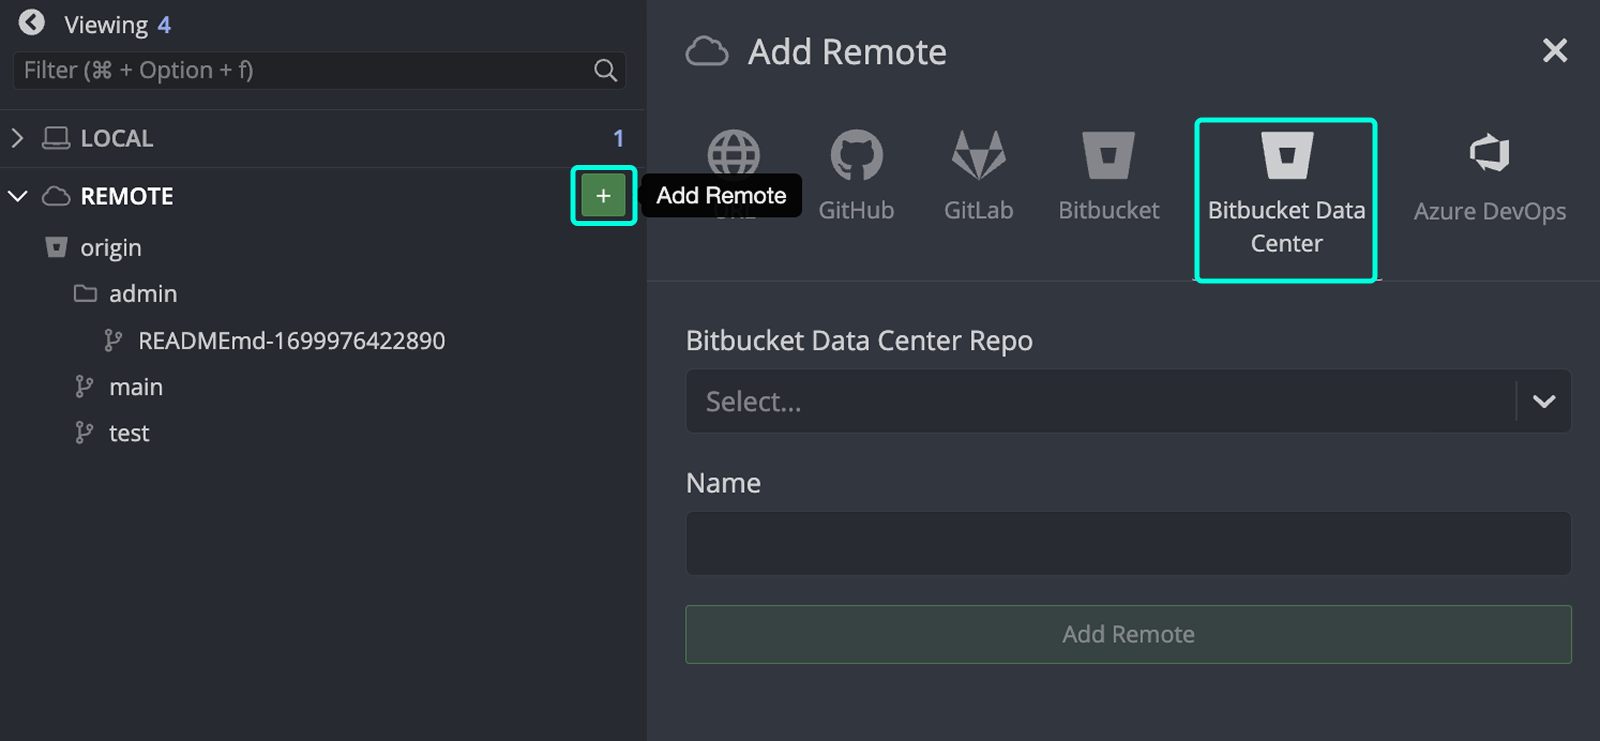 Viewing 4
Filter (⌘ + Option + f)
LOCAL 1
REMOTE +
Add Remote
origin
admin
READMEmd-1699976422890
main
test
Add Remote
URL
GitHub
GitLab
Bitbucket
Bitbucket Data
Center
Azure DevOps
Bitbucket Data Center Repo
Select...
Name
Add Remote